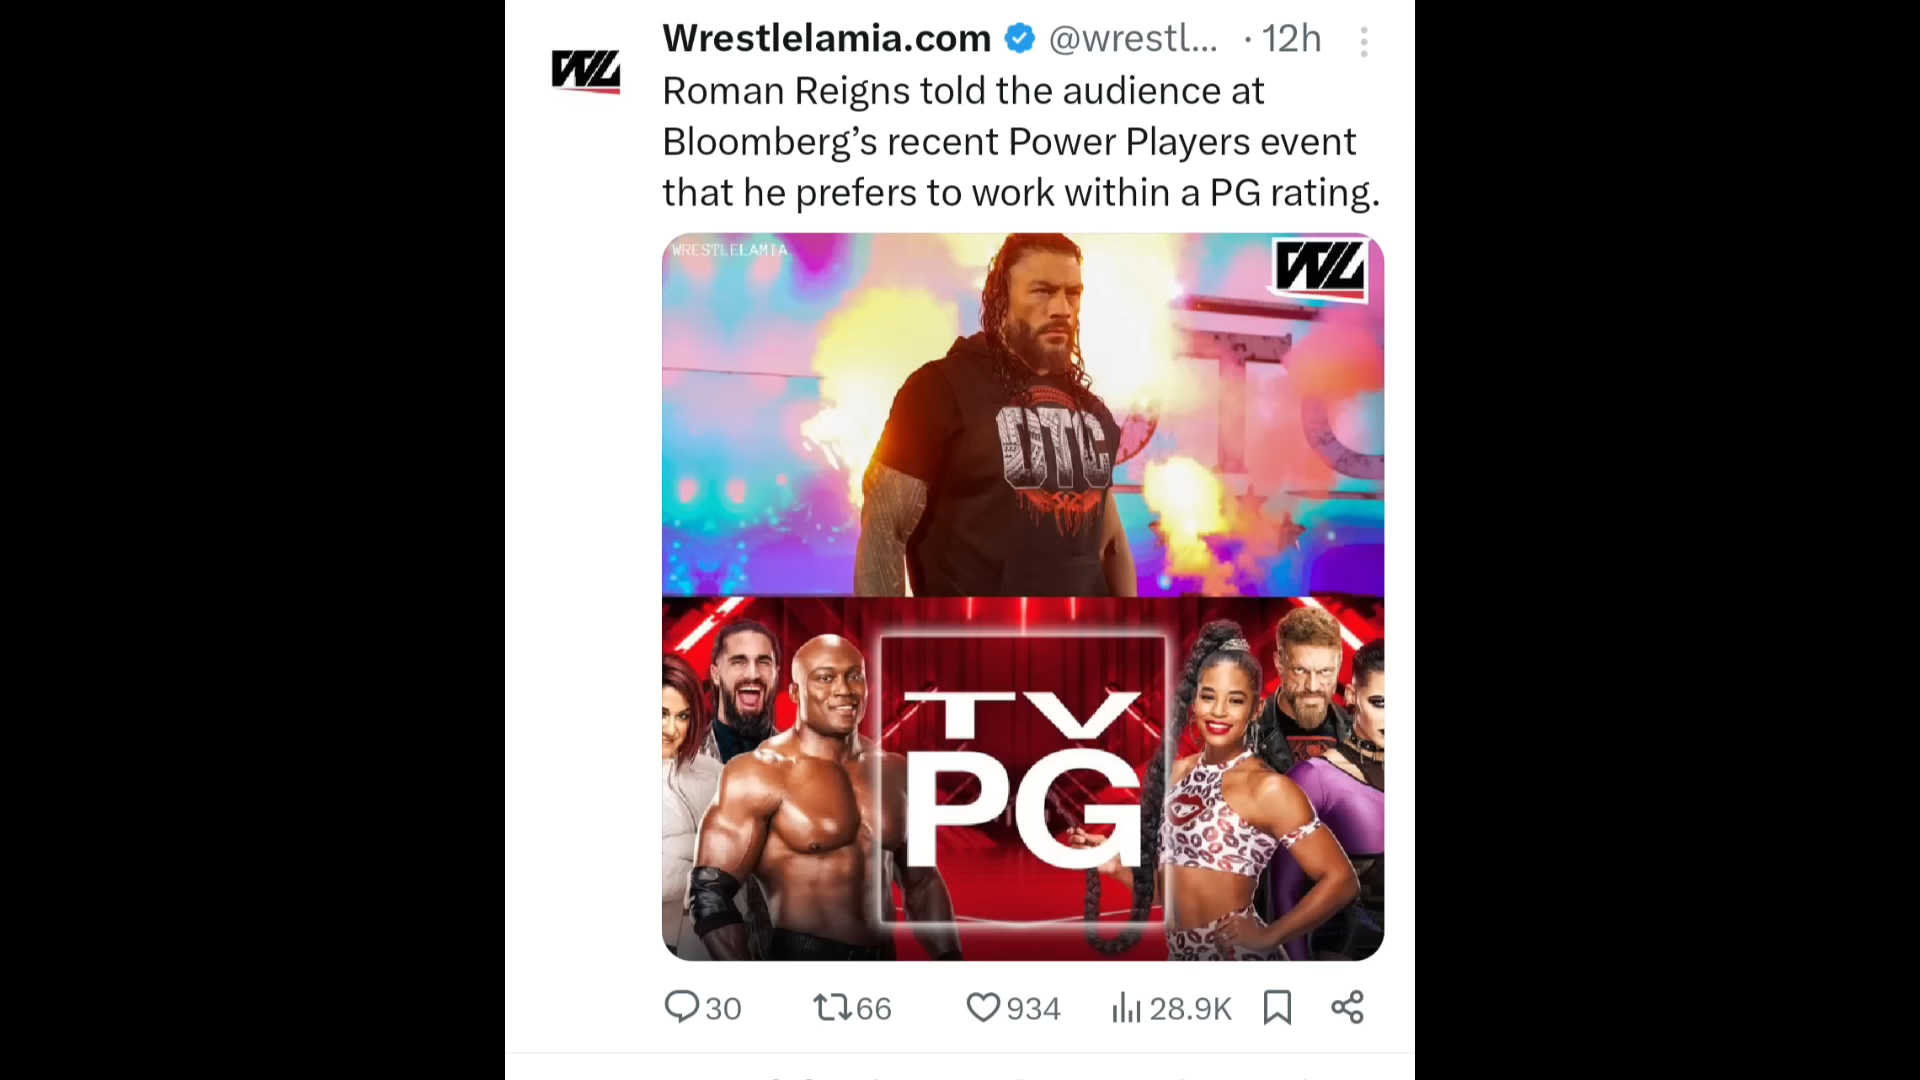 WL
Wrestlelamia.com @wrestl... · 12h
Roman Reigns told the audience at
Bloomberg’s recent Power Players event
that he prefers to work within a PG rating.
WRESTLELAMIA
WL
OTC
TV
PG
30 66 934 28.9K